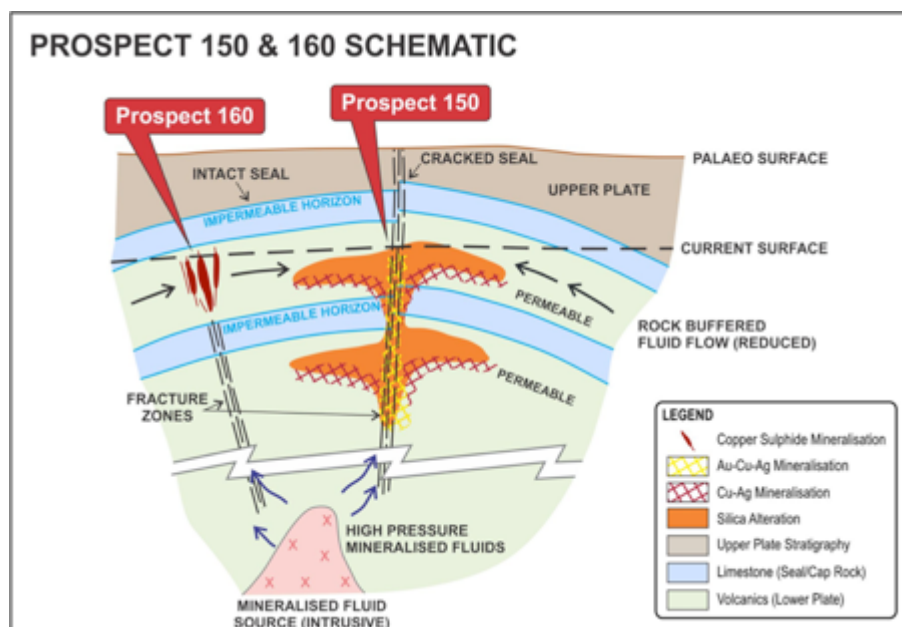 PROSPECT 150 & 160 SCHEMATIC
Prospect 160
Prospect 150
INTACT SEAL
CRACKED SEAL
PALAEO SURFACE
UPPER PLATE
IMPERMEABLE HORIZON
CURRENT SURFACE
PERMEABLE
IMPERMEABLE HORIZON
ROCK BUFFERED
FLUID FLOW (REDUCED)
PERMEABLE
FRACTURE
ZONES
HIGH PRESSURE
MINERALISED FLUIDS
MINERALISED FLUID
SOURCE (INTRUSIVE)
LEGEND
Copper Sulphide Mineralisation
Au-Cu-Ag Mineralisation
Cu-Ag Mineralisation
Silica Alteration
Upper Plate Stratigraphy
Limestone (Seal/Cap Rock)
Volcanics (Lower Plate)